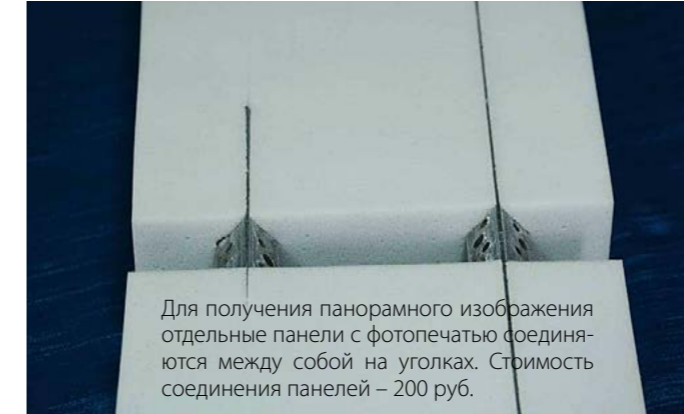 Для получения панорамного изображения
отдельные панели с фотопечатью соединя-
ются между собой на уголках. Стоимость
соединения панелей – 200 руб.